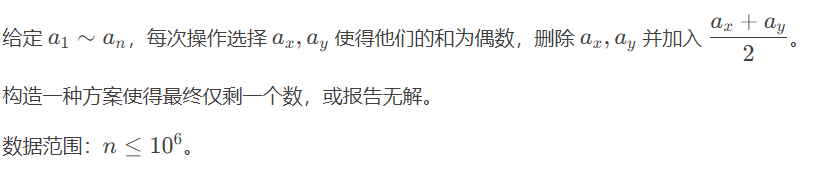 给定 $a_1 \sim a_n$，每次操作选择 $a_x, a_y$ 使得他们的和为偶数，删除 $a_x, a_y$ 并加入 $\dfrac{a_x + a_y}{2}$。
构造一种方案使得最终仅剩一个数，或报告无解。
数据范围：$n \leq 10^6$。